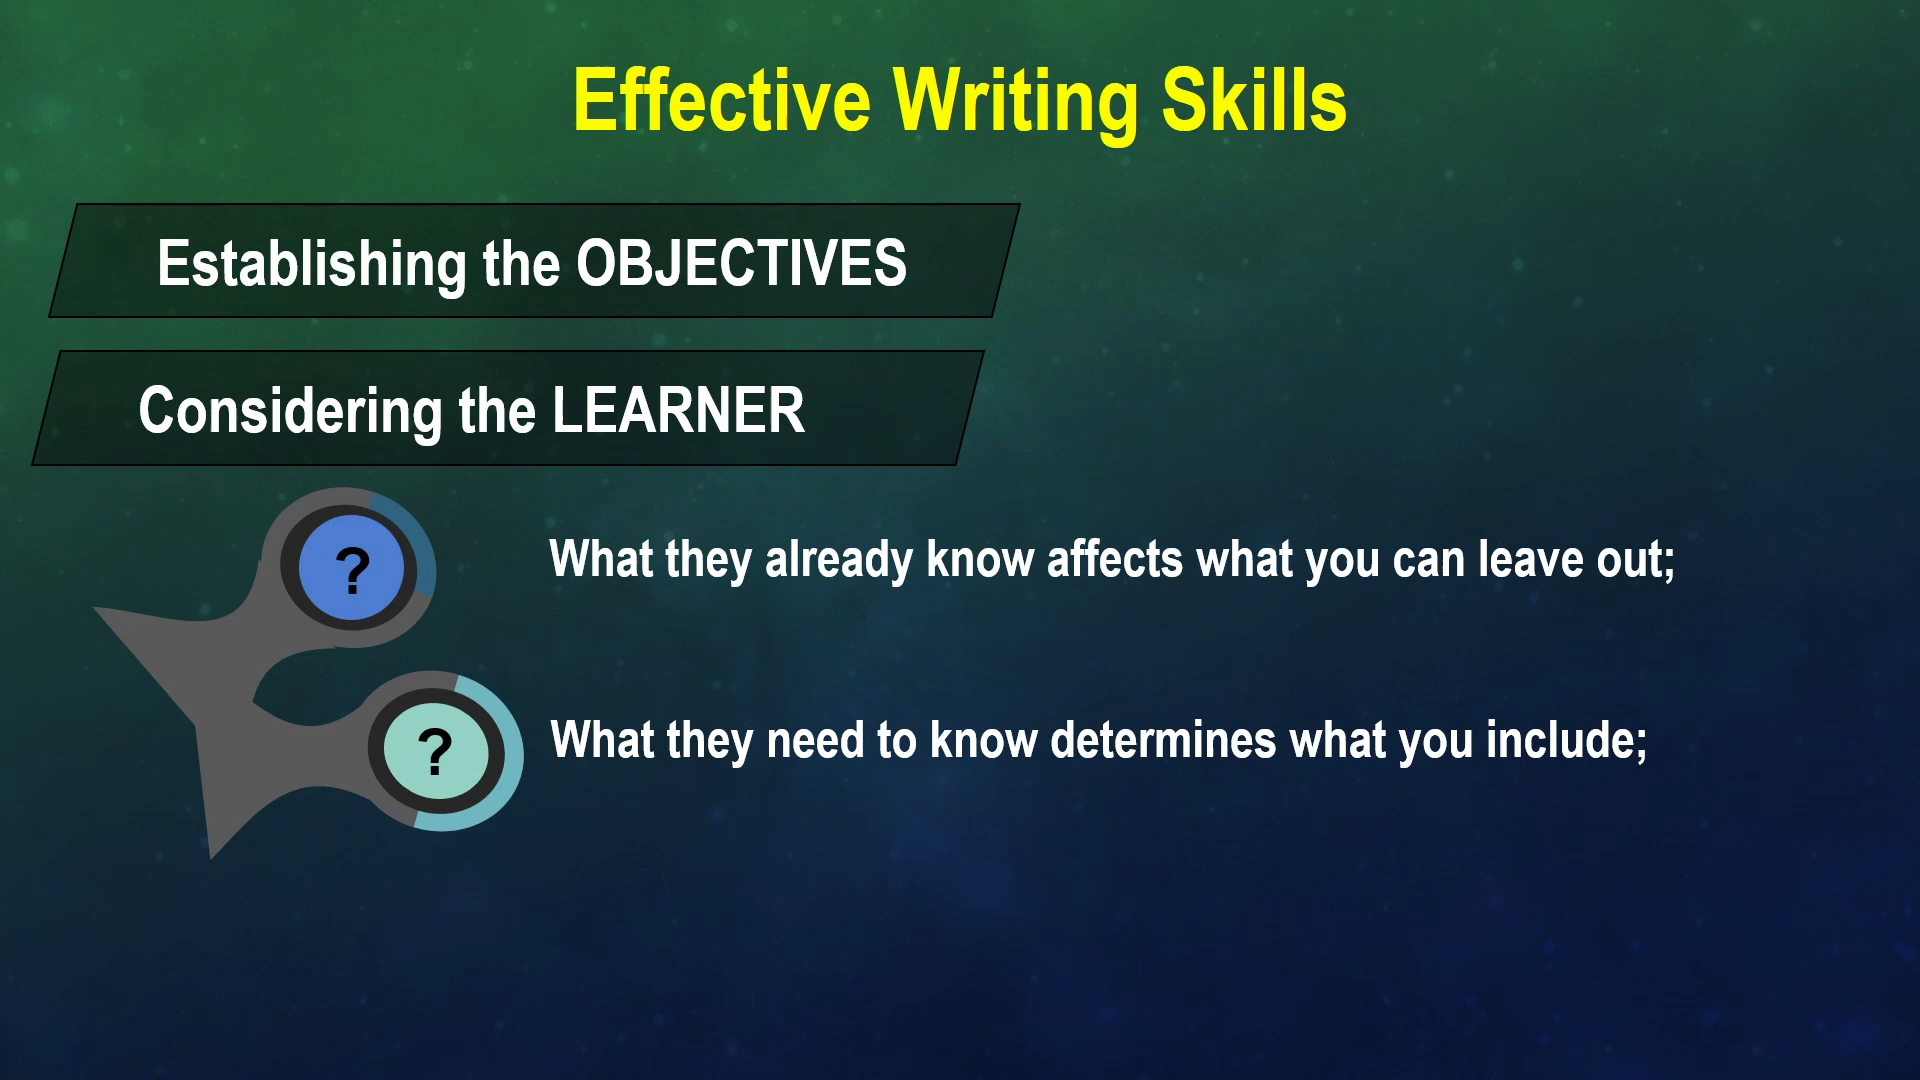 Effective Writing Skills
Establishing the OBJECTIVES
Considering the LEARNER
? What they already know affects what you can leave out;
? What they need to know determines what you include;